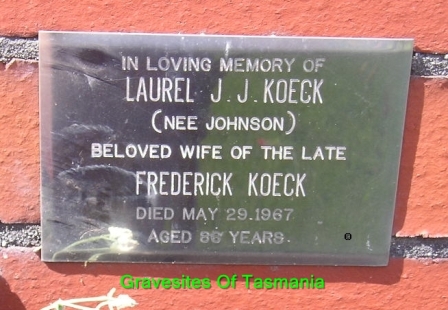 IN LOVING MEMORY OF
LAUREL J. J. KOECK
(NEE JOHNSON)
BELOVED WIFE OF THE LATE
FREDERICK KOECK
DIED MAY 29.1967
AGED 86 YEARS.
Gravesites Of Tasmania